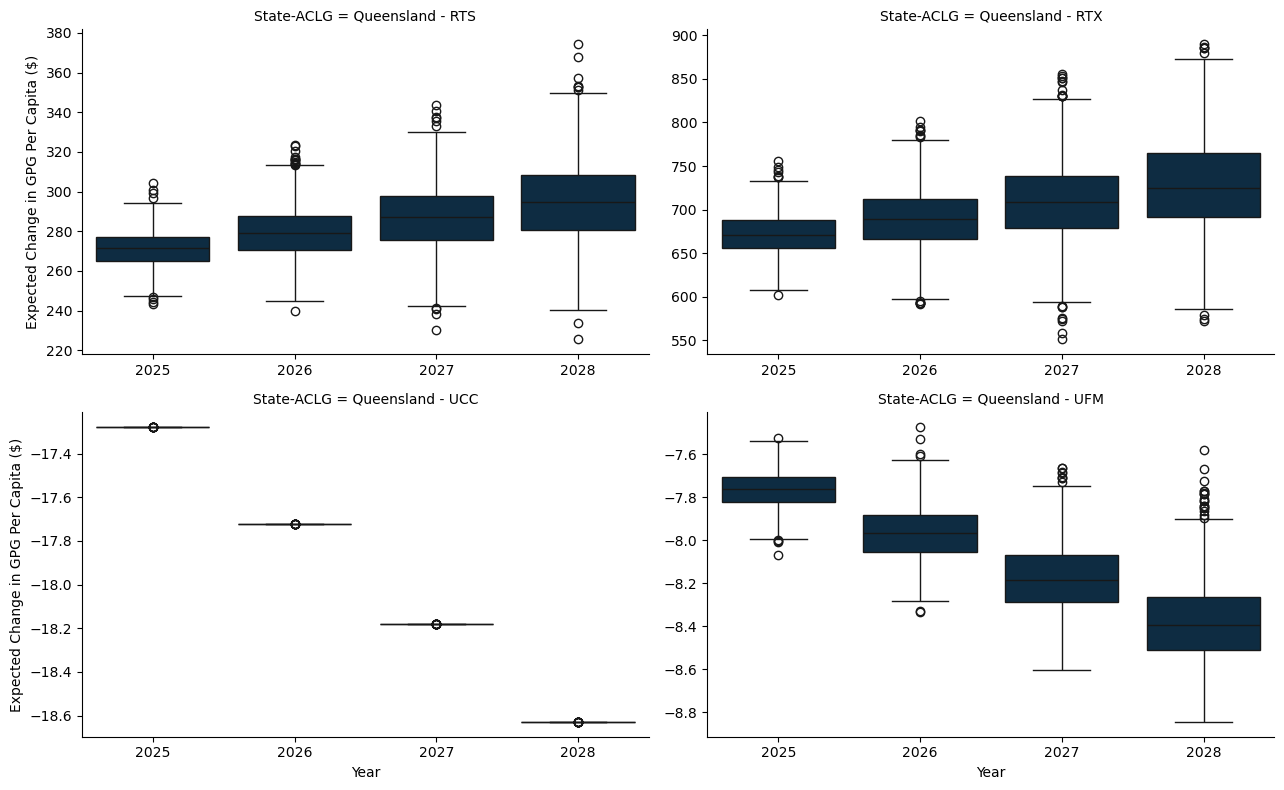 State-ACLG = Queensland - RTS
Expected Change in GPG Per Capita ($)
380
360
340
320
300
280
260
240
220
2025 2026 2027 2028
State-ACLG = Queensland - RTX
900
850
800
750
700
650
600
550
2025 2026 2027 2028
State-ACLG = Queensland - UCC
Expected Change in GPG Per Capita ($)
−17.4
−17.6
−17.8
−18.0
−18.2
−18.4
−18.6
2025 2026 2027 2028
Year
State-ACLG = Queensland - UFM
−7.6
−7.8
−8.0
−8.2
−8.4
−8.6
−8.8
2025 2026 2027 2028
Year